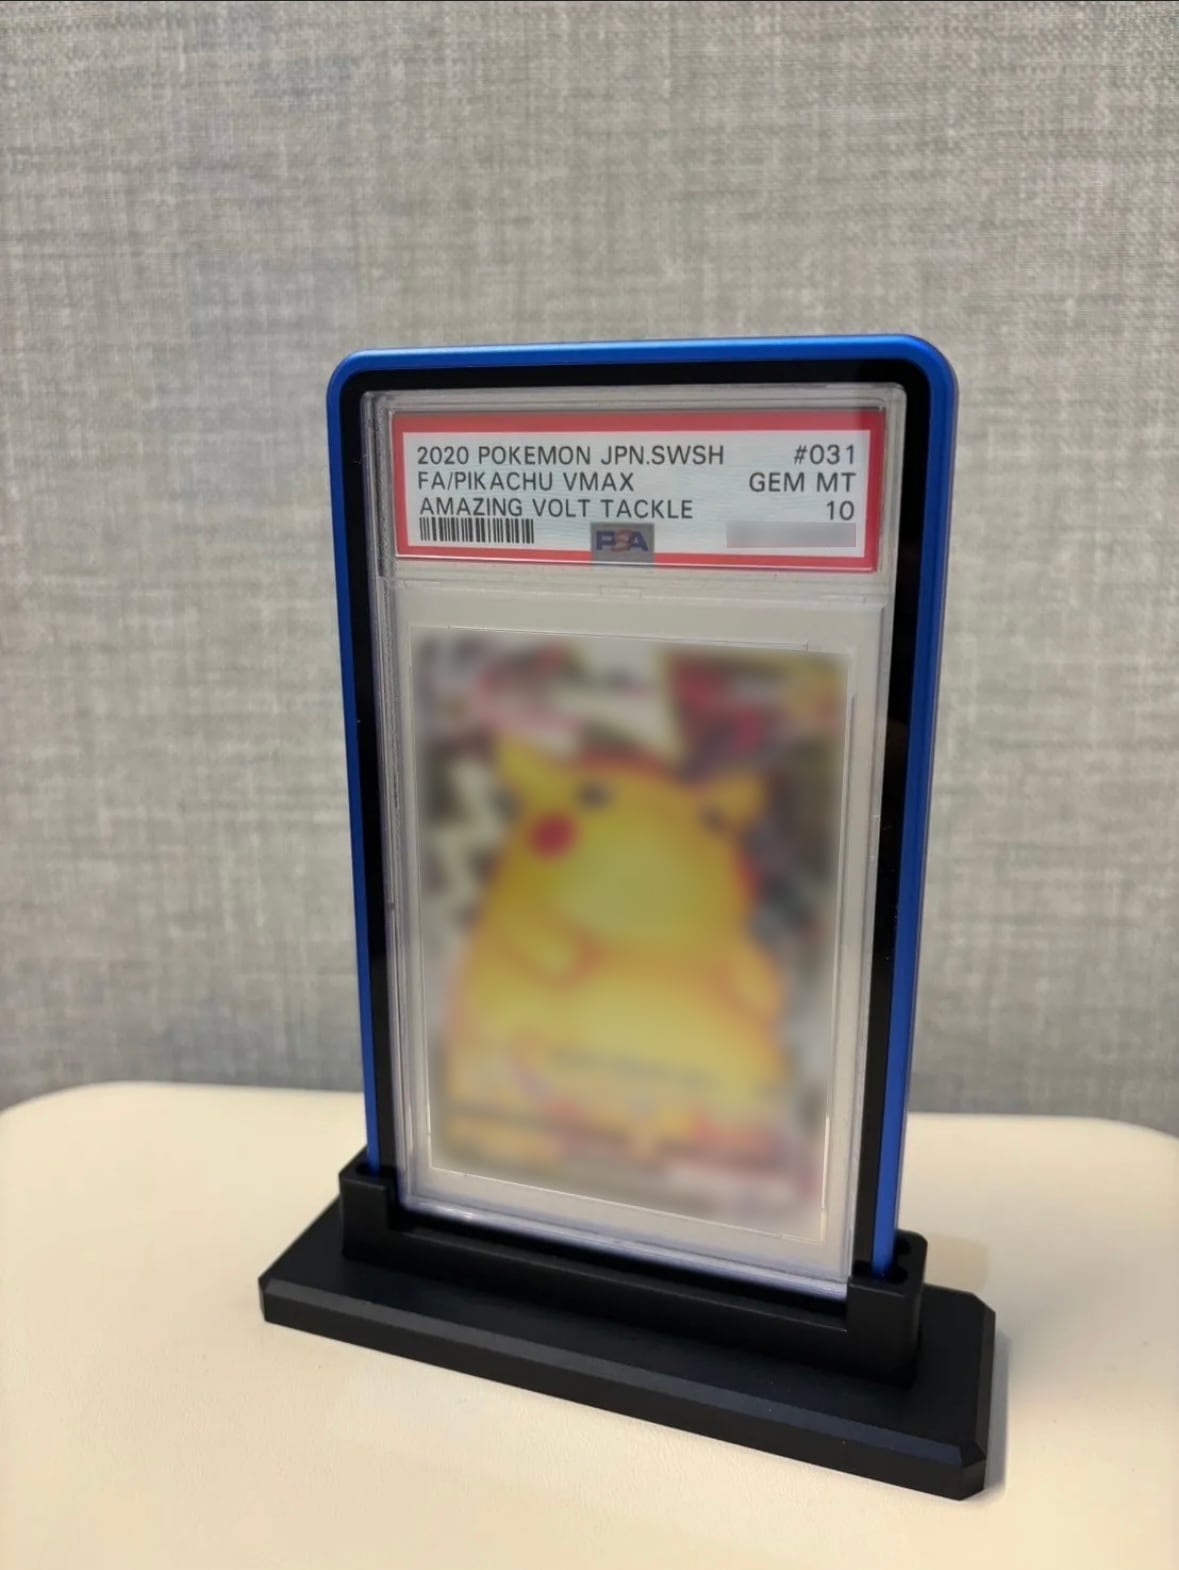 2020 POKEMON JPN.SWSH #031
FA/PIKACHU VMAX GEM MT
AMAZING VOLT TACKLE 10
PSA